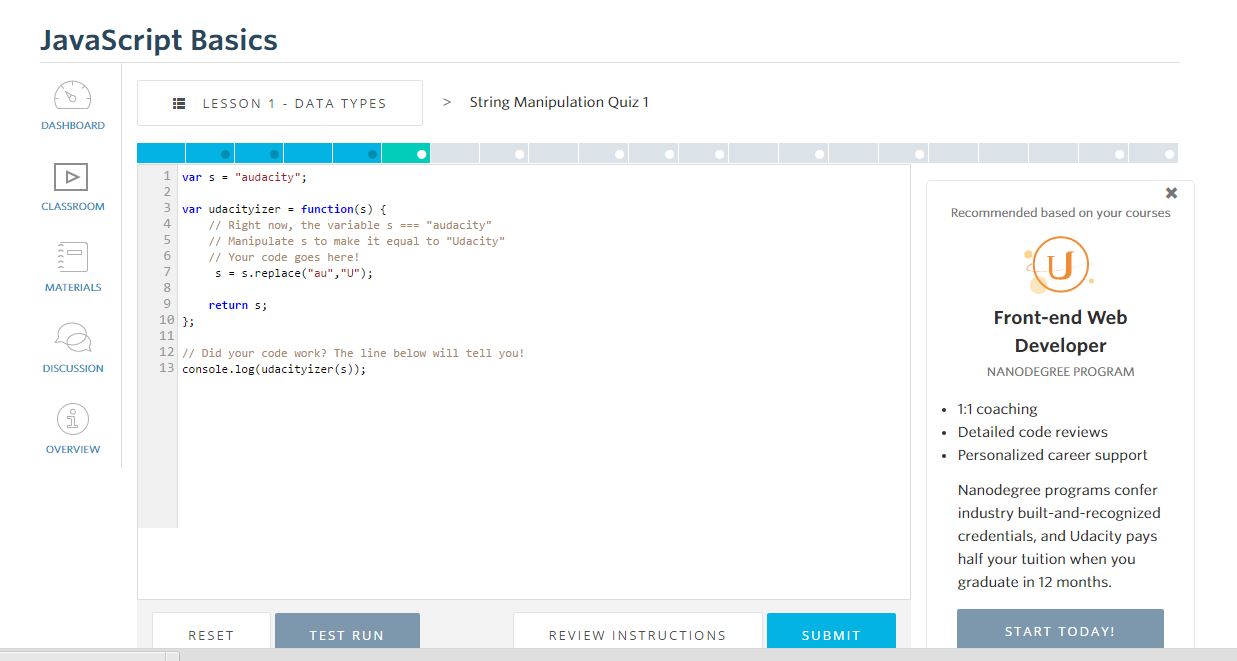 JavaScript Basics
DASHBOARD
CLASSROOM
MATERIALS
DISCUSSION
OVERVIEW
LESSON 1 - DATA TYPES > String Manipulation Quiz 1
1 var s = "audacity";
2
3 var udacityizer = function(s) {
4 // Right now, the variable s === "audacity"
5 // Manipulate s to make it equal to "Udacity"
6 // Your code goes here!
7 s = s.replace("au","U");
8
9 return s;
10 };
11
12 // Did your code work? The line below will tell you!
13 console.log(udacityizer(s));
RESET TEST RUN REVIEW INSTRUCTIONS SUBMIT
Recommended based on your courses
U
Front-end Web
Developer
NANODEGREE PROGRAM
• 1:1 coaching
• Detailed code reviews
• Personalized career support
Nanodegree programs confer
industry built-and-recognized
credentials, and Udacity pays
half your tuition when you
graduate in 12 months.
START TODAY!